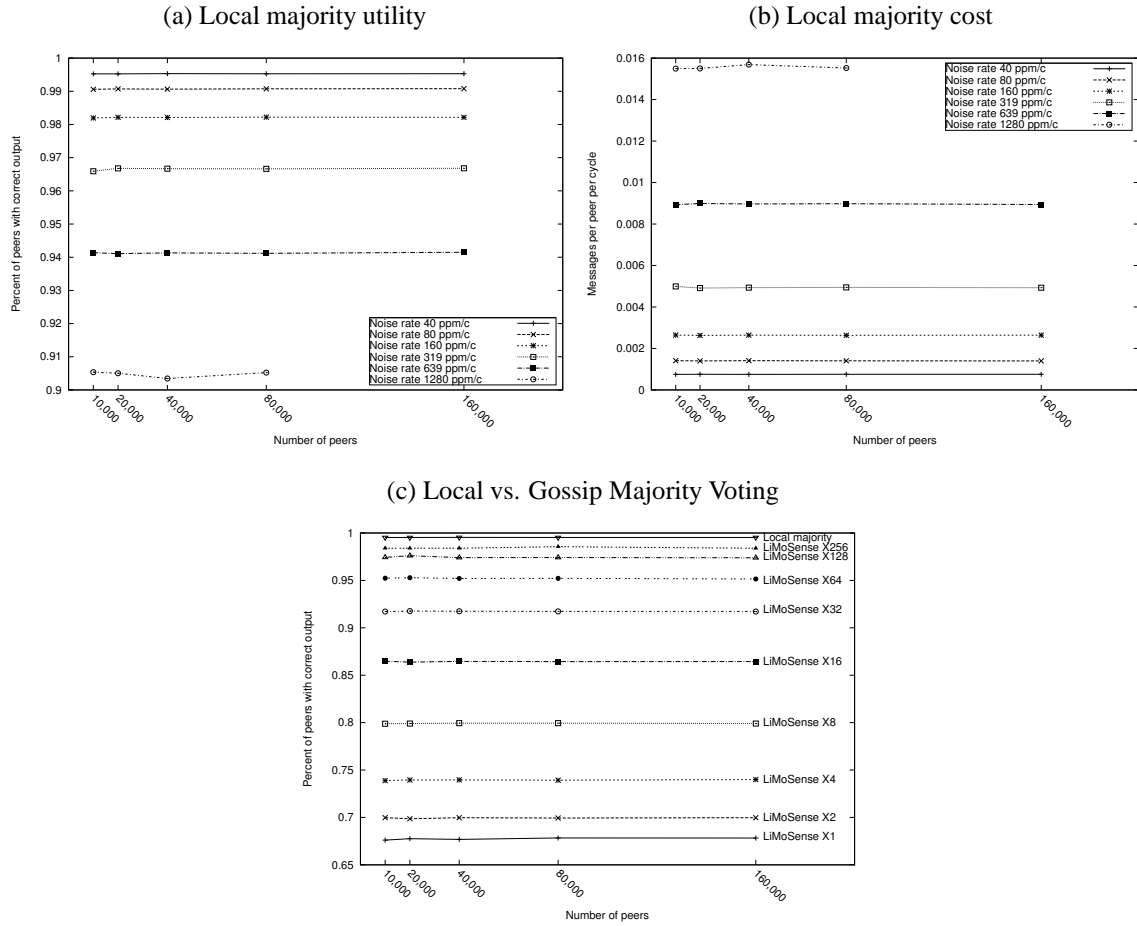 (a) Local majority utility
1
0.99
0.98
0.97
0.96
0.95
0.94
0.93
0.92
0.91
0.9
Percent of peers with correct output
Noise rate 40 ppm/c
Noise rate 80 ppm/c
Noise rate 160 ppm/c
Noise rate 319 ppm/c
Noise rate 639 ppm/c
Noise rate 1280 ppm/c
10,000
20,000
40,000
80,000
160,000
Number of peers
(b) Local majority cost
0.016
0.014
0.012
0.01
0.008
0.006
0.004
0.002
0
Messages per peer per cycle
Noise rate 40 ppm/c
Noise rate 80 ppm/c
Noise rate 160 ppm/c
Noise rate 319 ppm/c
Noise rate 639 ppm/c
Noise rate 1280 ppm/c
10,000
20,000
40,000
80,000
160,000
Number of peers
(c) Local vs. Gossip Majority Voting
1
0.95
0.9
0.85
0.8
0.75
0.7
0.65
Percent of peers with correct output
Local majority
LiMoSense X256
LiMoSense X128
LiMoSense X64
LiMoSense X32
LiMoSense X16
LiMoSense X8
LiMoSense X4
LiMoSense X2
LiMoSense X1
10,000
20,000
40,000
80,000
160,000
Number of peers